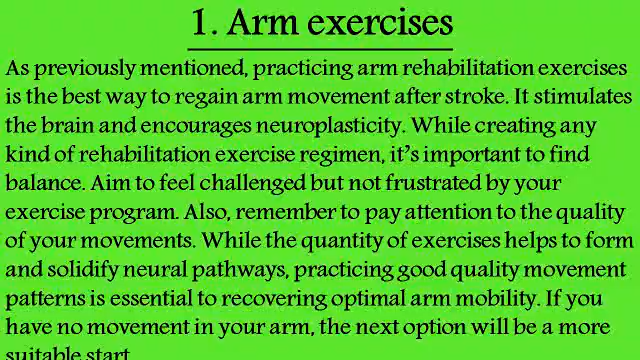 1. Arm exercises
As previously mentioned, practicing arm rehabilitation exercises
is the best way to regain arm movement after stroke. It stimulates
the brain and encourages neuroplasticity. While creating any
kind of rehabilitation exercise regimen, it's important to find
balance. Aim to feel challenged but not frustrated by your
exercise program. Also, remember to pay attention to the quality
of your movements. While the quantity of exercises helps to form
and solidify neural pathways, practicing good quality movement
patterns is essential to recovering optimal arm mobility. If you
have no movement in your arm, the next option will be a more
suitable start.